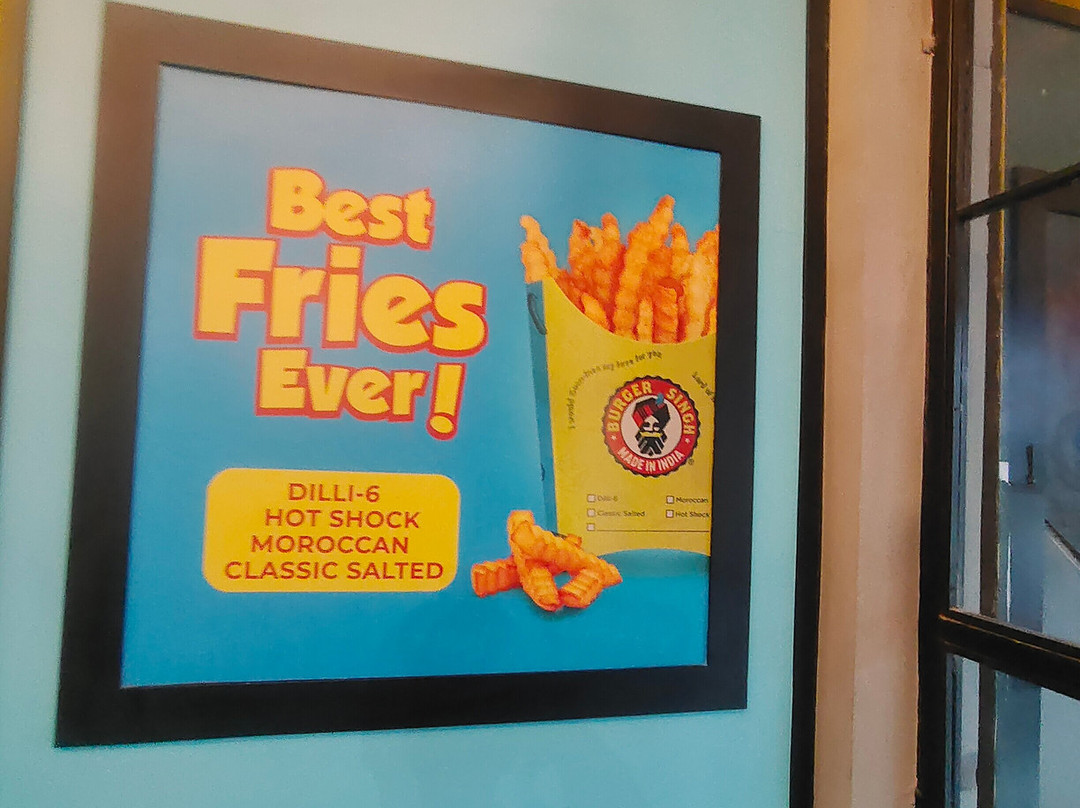 Best
Fries
Ever!
DILLI-6
HOT SHOCK
MOROCCAN
CLASSIC SALTED
BURGER SINGH
MADE IN INDIA
Dilli-6
Moroccan
Classic Salted
Hot Shock